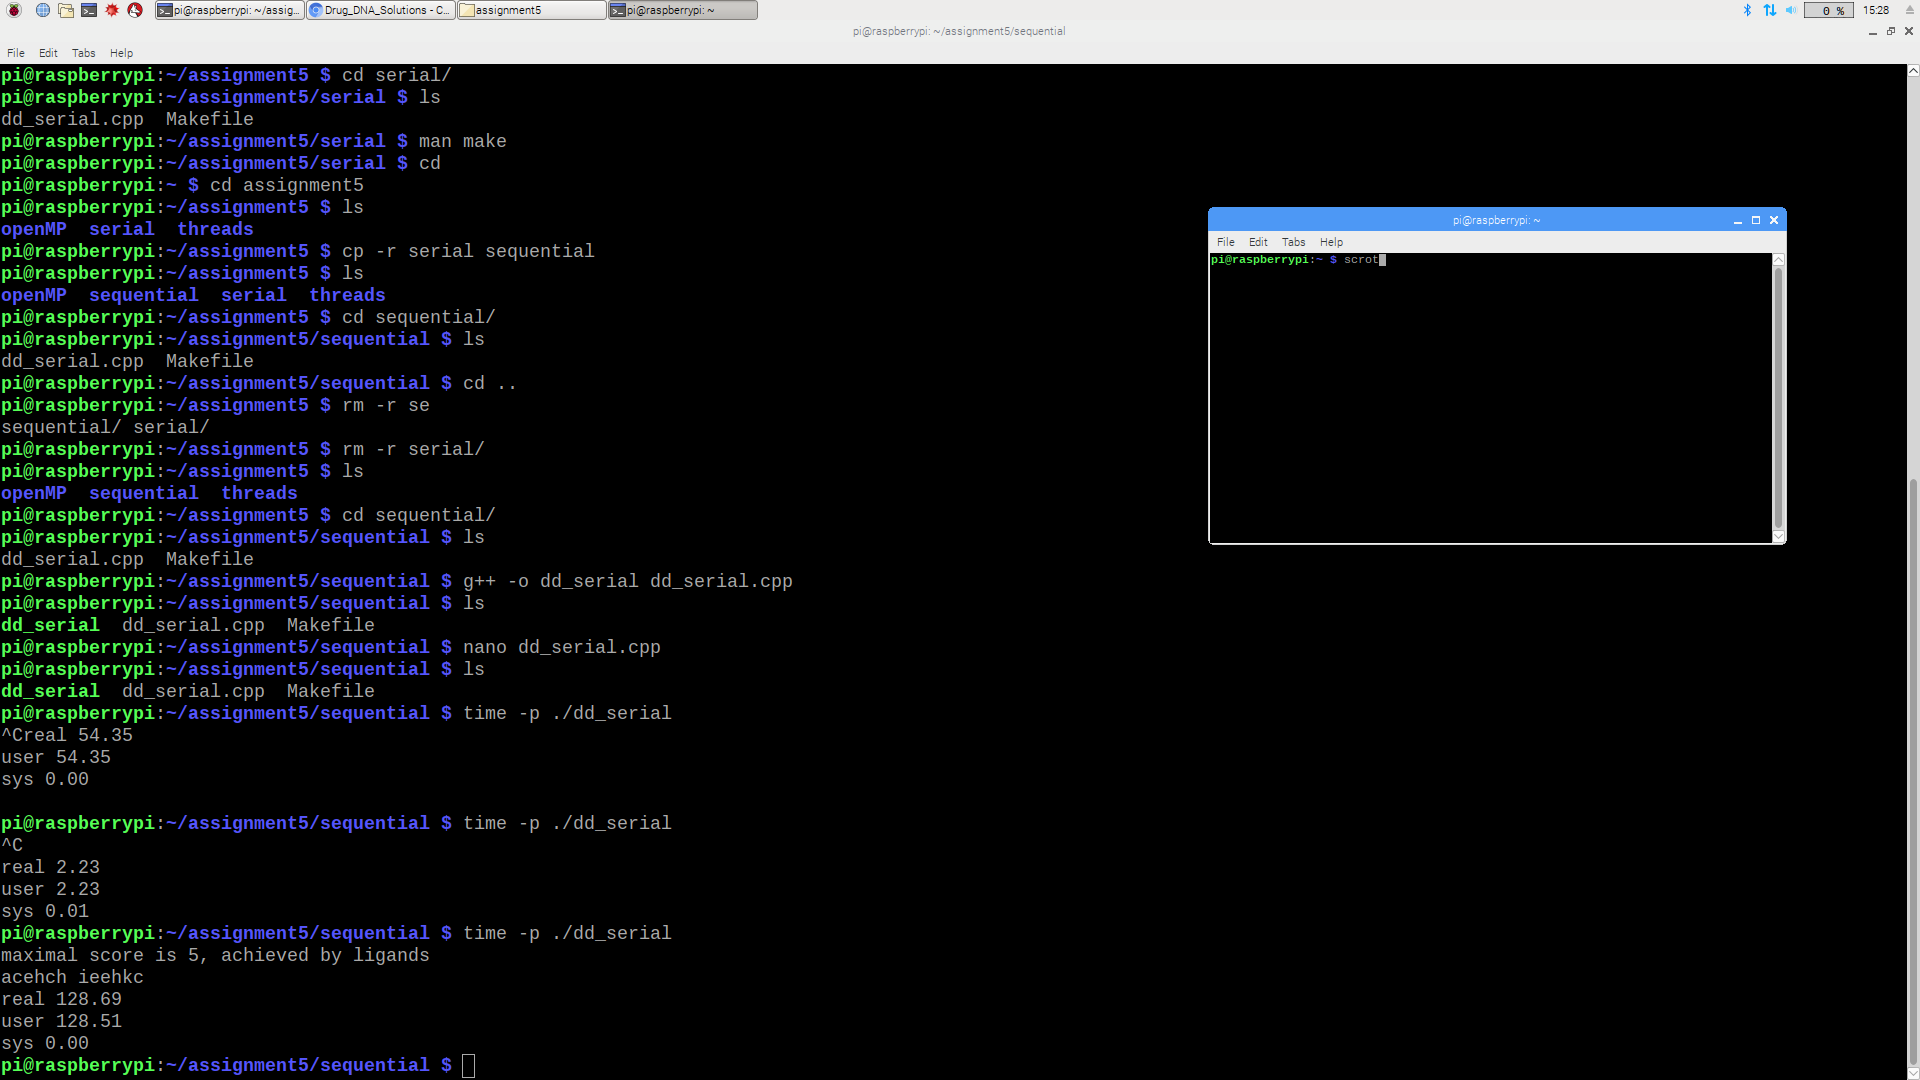 pi@raspberrypi: ~/assig...
Drug_DNA_Solutions - C...
assignment5
pi@raspberrypi: ~
0 %
15:28
pi@raspberrypi: ~/assignment5/sequential
File Edit Tabs Help
pi@raspberrypi:~/assignment5 $ cd serial/
pi@raspberrypi:~/assignment5/serial $ ls
dd_serial.cpp  Makefile
pi@raspberrypi:~/assignment5/serial $ man make
pi@raspberrypi:~/assignment5/serial $ cd
pi@raspberrypi:~ $ cd assignment5
pi@raspberrypi:~/assignment5 $ ls
openMP  serial  threads
pi@raspberrypi:~/assignment5 $ cp -r serial sequential
pi@raspberrypi:~/assignment5 $ ls
openMP  sequential  serial  threads
pi@raspberrypi:~/assignment5 $ cd sequential/
pi@raspberrypi:~/assignment5/sequential $ ls
dd_serial.cpp  Makefile
pi@raspberrypi:~/assignment5/sequential $ cd ..
pi@raspberrypi:~/assignment5 $ rm -r se
sequential/ serial/
pi@raspberrypi:~/assignment5 $ rm -r serial/
pi@raspberrypi:~/assignment5 $ ls
openMP  sequential  threads
pi@raspberrypi:~/assignment5 $ cd sequential/
pi@raspberrypi:~/assignment5/sequential $ ls
dd_serial.cpp  Makefile
pi@raspberrypi:~/assignment5/sequential $ g++ -o dd_serial dd_serial.cpp
pi@raspberrypi:~/assignment5/sequential $ ls
dd_serial  dd_serial.cpp  Makefile
pi@raspberrypi:~/assignment5/sequential $ nano dd_serial.cpp
pi@raspberrypi:~/assignment5/sequential $ ls
dd_serial  dd_serial.cpp  Makefile
pi@raspberrypi:~/assignment5/sequential $ time -p ./dd_serial
^Creal 54.35
user 54.35
sys 0.00
pi@raspberrypi:~/assignment5/sequential $ time -p ./dd_serial
^C
real 2.23
user 2.23
sys 0.01
pi@raspberrypi:~/assignment5/sequential $ time -p ./dd_serial
maximal score is 5, achieved by ligands
acehch ieehkc
real 128.69
user 128.51
sys 0.00
pi@raspberrypi:~/assignment5/sequential $
pi@raspberrypi: ~
File Edit Tabs Help
pi@raspberrypi:~ $ scrot